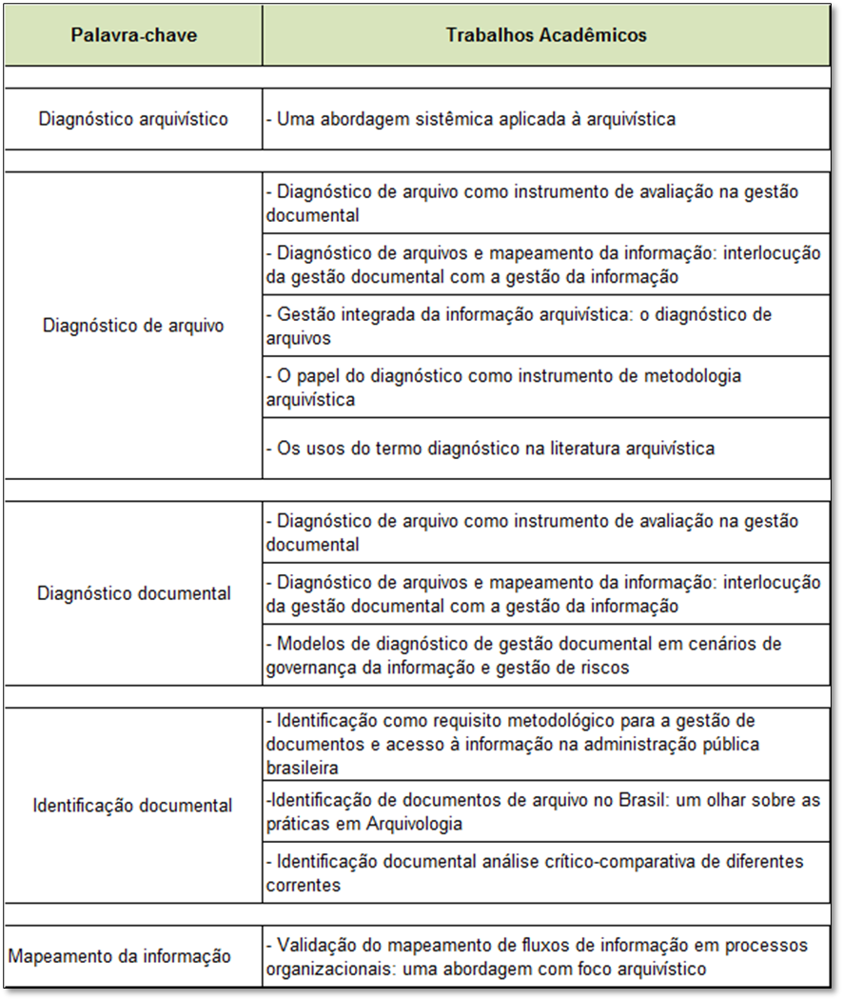 Palavra-chave
Trabalhos Acadêmicos
Diagnóstico arquivístico
- Uma abordagem sistêmica aplicada à arquivística
Diagnóstico de arquivo
- Diagnóstico de arquivo como instrumento de avaliação na gestão
documental
- Diagnóstico de arquivos e mapeamento da informação: interlocução
da gestão documental com a gestão da informação
- Gestão integrada da informação arquivística: o diagnóstico de
arquivos
- O papel do diagnóstico como instrumento de metodologia
arquivística
- Os usos do termo diagnóstico na literatura arquivística
Diagnóstico documental
- Diagnóstico de arquivo como instrumento de avaliação na gestão
documental
- Diagnóstico de arquivos e mapeamento da informação: interlocução
da gestão documental com a gestão da informação
- Modelos de diagnóstico de gestão documental em cenários de
governança da informação e gestão de riscos
Identificação documental
- Identificação como requisito metodológico para a gestão de
documentos e acesso à informação na administração pública
brasileira
-Identificação de documentos de arquivo no Brasil: um olhar sobre as
práticas em Arquivologia
- Identificação documental análise crítico-comparativa de diferentes
correntes
Mapeamento da informação
- Validação do mapeamento de fluxos de informação em processos
organizacionais: uma abordagem com foco arquivístico